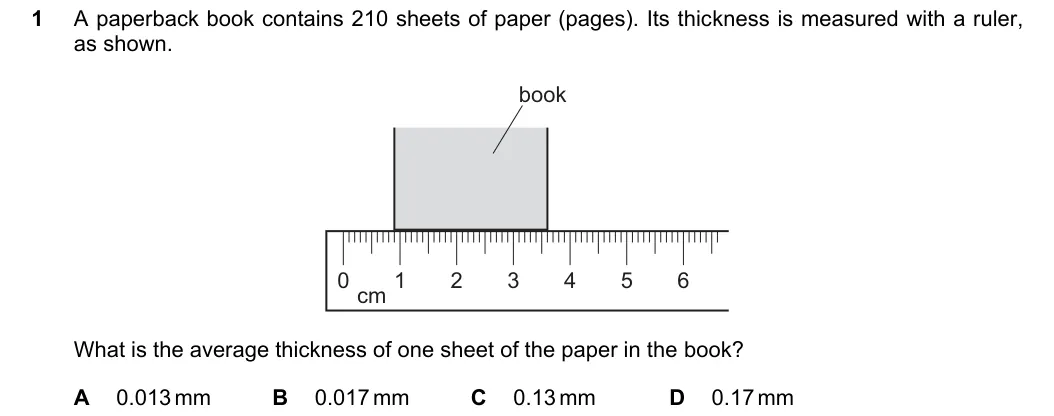 1 A paperback book contains 210 sheets of paper (pages). Its thickness is measured with a ruler,
as shown.
book
0 1 2 3 4 5 6
cm
What is the average thickness of one sheet of the paper in the book?
A 0.013 mm B 0.017 mm C 0.13 mm D 0.17 mm